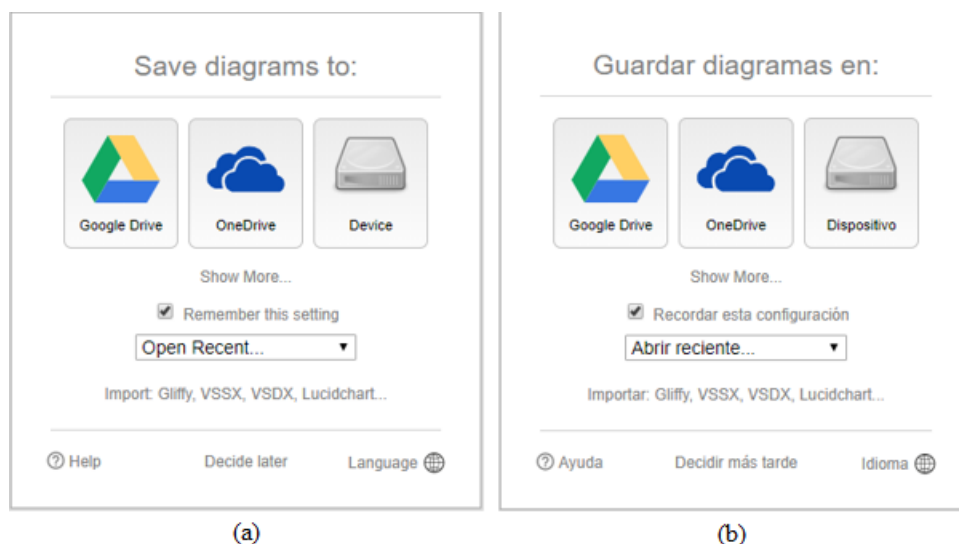 Save diagrams to:
Google Drive OneDrive Device
Show More...
Remember this setting
Open Recent...
Import: Gliffy, VSSX, VSDX, Lucidchart...
Help Decide later Language
(a)
Guardar diagramas en:
Google Drive OneDrive Dispositivo
Show More...
Recordar esta configuración
Abrir reciente...
Importar: Gliffy, VSSX, VSDX, Lucidchart...
Ayuda Decidir más tarde Idioma
(b)